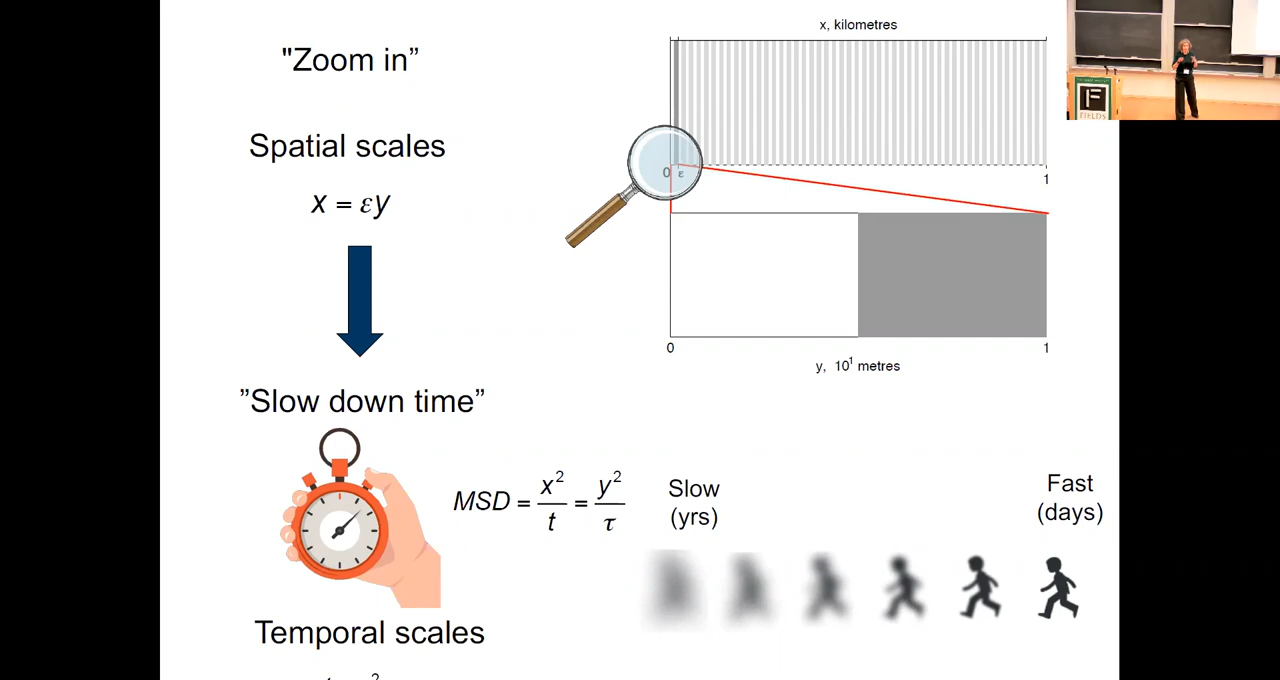 "Zoom in”
Spatial scales
x = εy
x, kilometres
0 ε
1
0
1
y, 10¹ metres
”Slow down time”
MSD = x²/t = y²/τ
Slow
(yrs)
Fast
(days)
Temporal scales
F
FIELDS